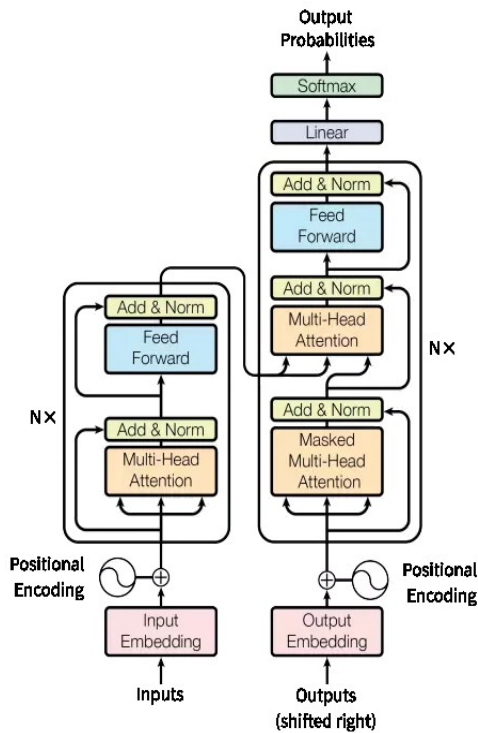 Output
Probabilities
Softmax
Linear
Add & Norm
Feed
Forward
Add & Norm
Multi-Head
Attention
N×
Add & Norm
Masked
Multi-Head
Attention
Add & Norm
Feed
Forward
N×
Add & Norm
Multi-Head
Attention
Positional
Encoding
Positional
Encoding
Input
Embedding
Output
Embedding
Inputs
Outputs
(shifted right)